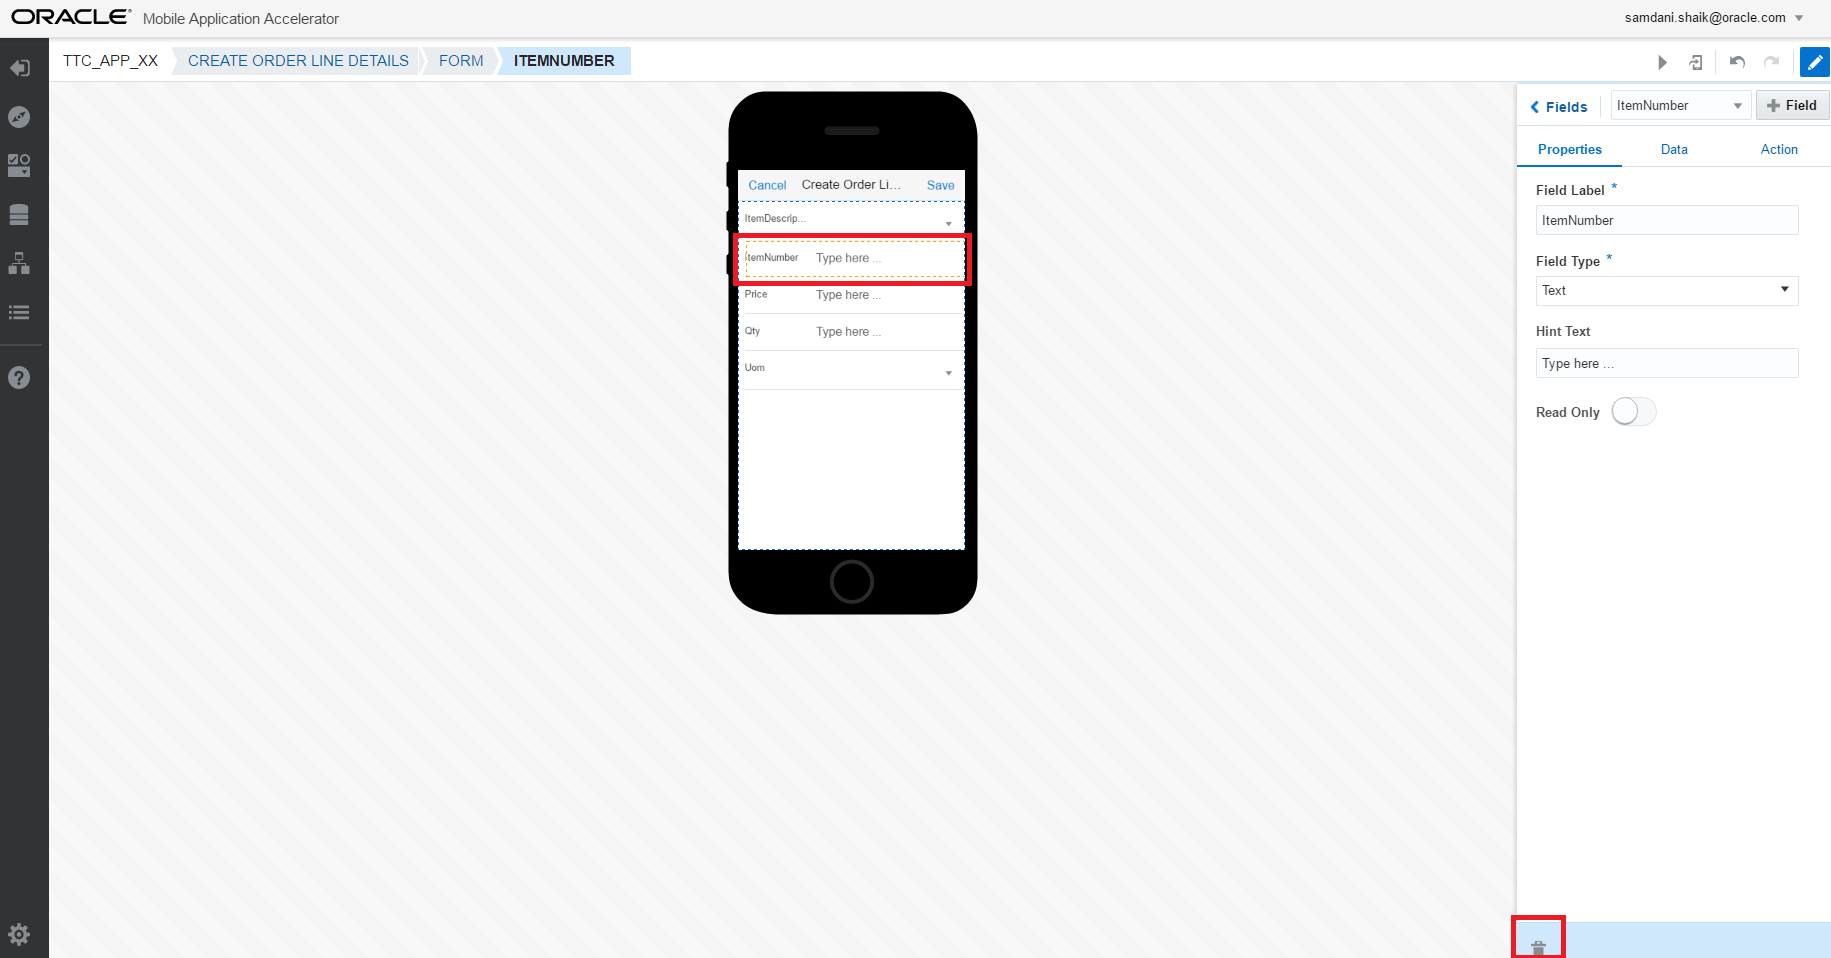 ORACLE® Mobile Application Accelerator
samdani.shaik@oracle.com
TTC_APP_XX CREATE ORDER LINE DETAILS FORM ITEMNUMBER
Fields ItemNumber Field
Properties Data Action
Field Label *
ItemNumber
Field Type *
Text
Hint Text
Type here ...
Read Only
Cancel Create Order Li... Save
ItemDescrip...
ItemNumber Type here ...
Price Type here ...
Qty Type here ...
Uom